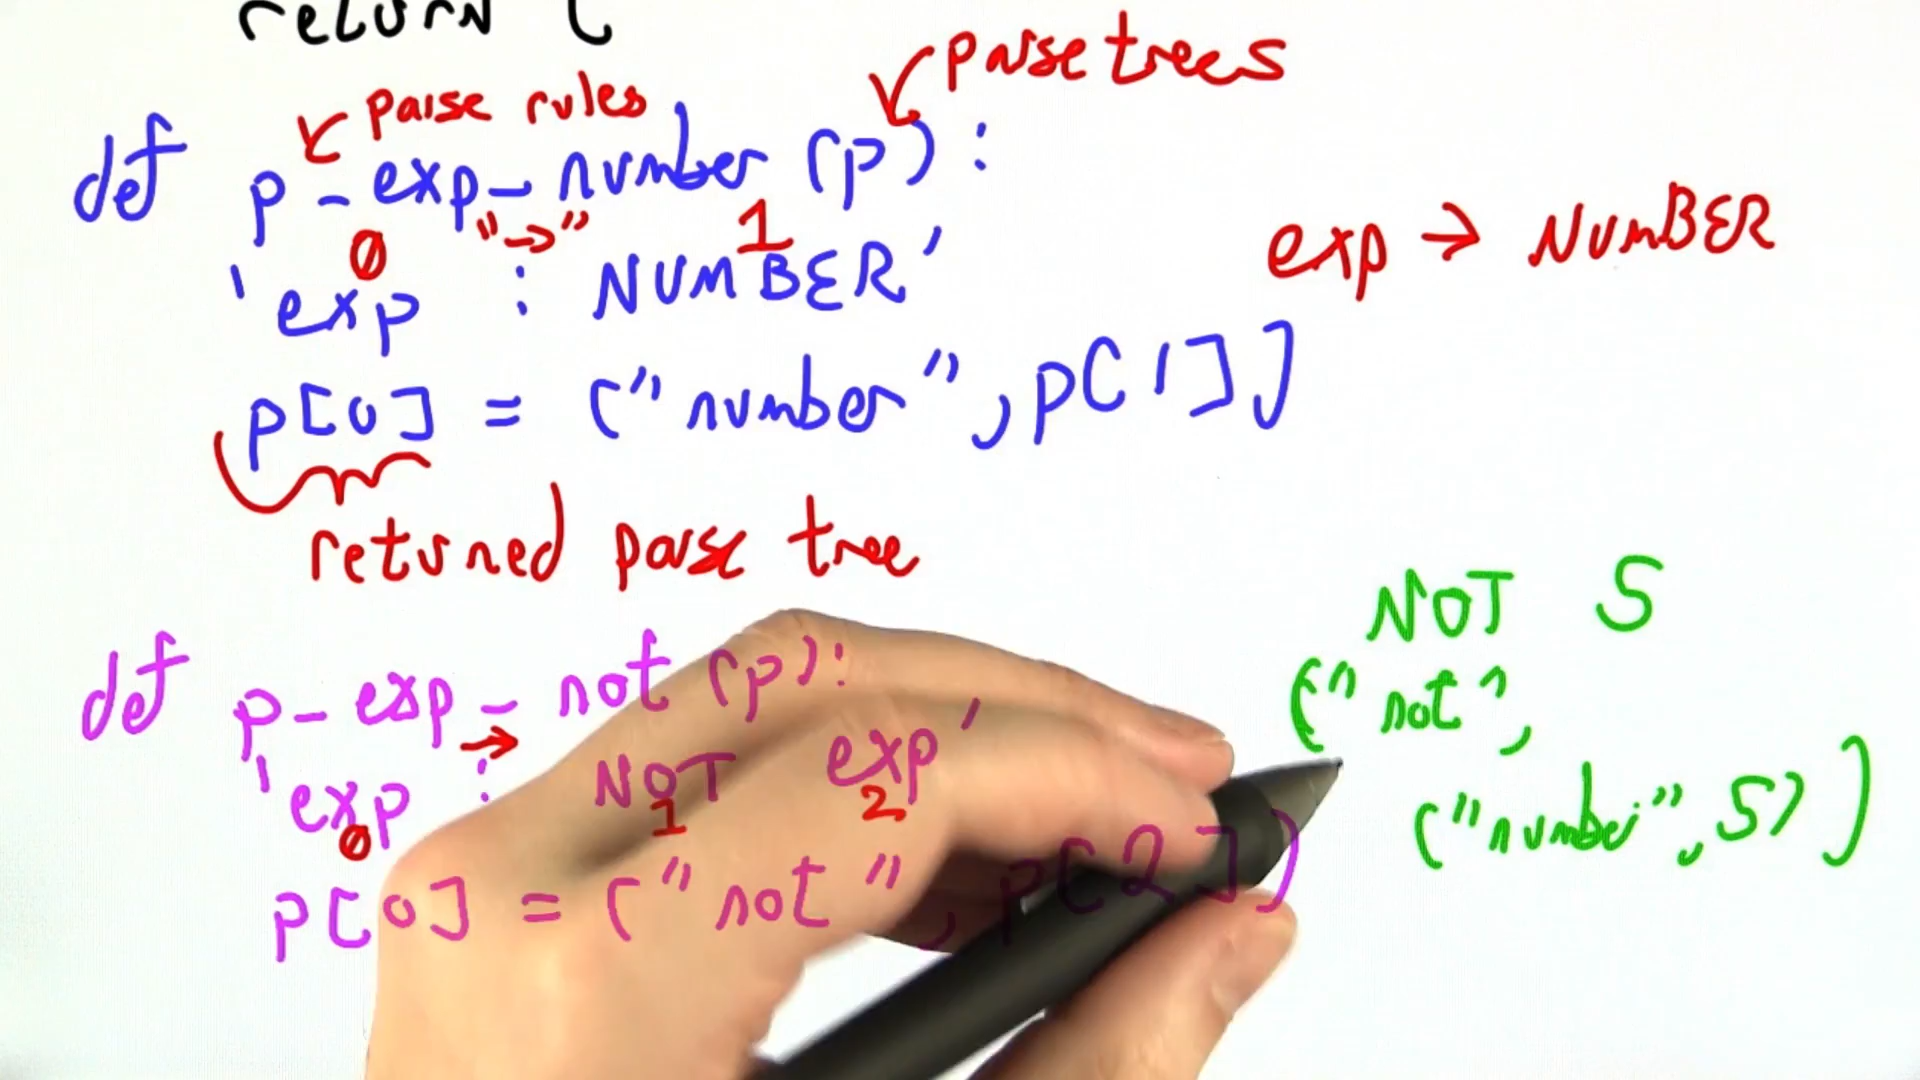 return t
parse rules
parse trees
def p_exp_number (p):
0 "→" 1
'exp : NUMBER'
exp → NUMBER
p[0] = ("number", p[1])
returned parse tree
NOT 5
def p_exp_not (p):
("not",
→
'exp : NOT exp'
0 1 2
("number", 5) )
p[0] = ("not", p[2])